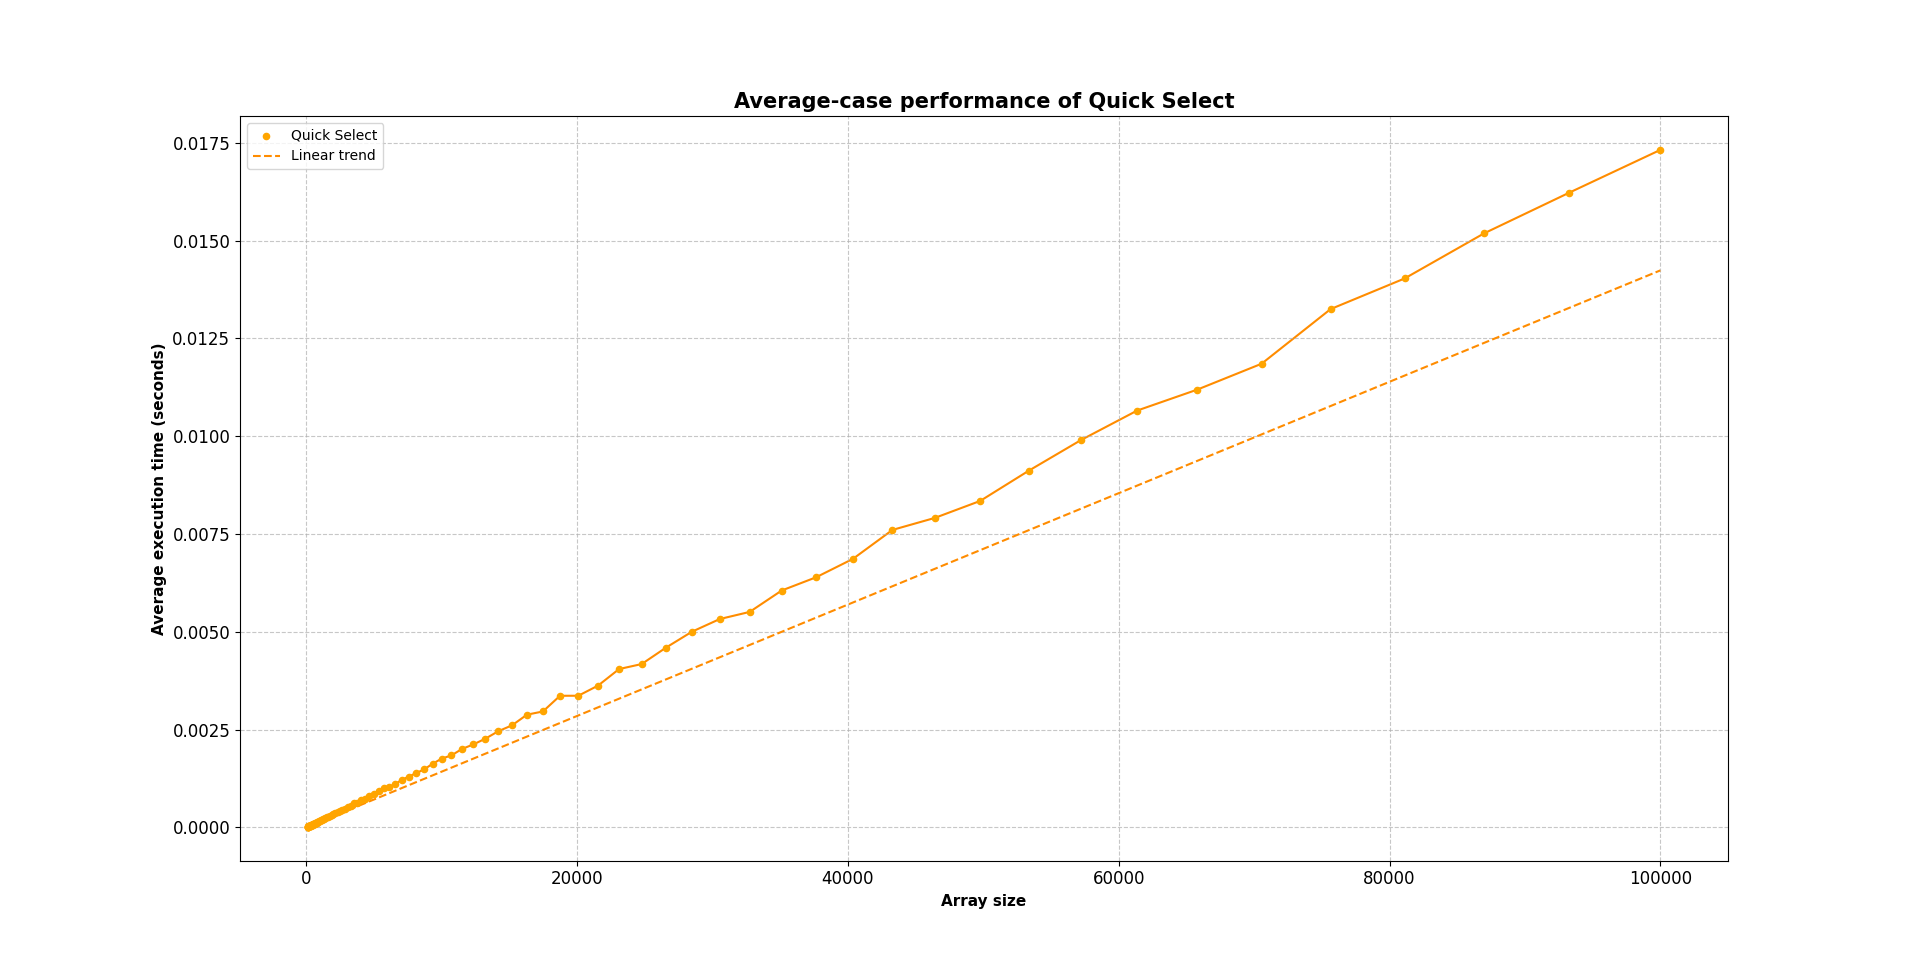 Average-case performance of Quick Select
Quick Select
Linear trend
0.0175
0.0150
0.0125
0.0100
0.0075
0.0050
0.0025
0.0000
Average execution time (seconds)
0 20000 40000 60000 80000 100000
Array size